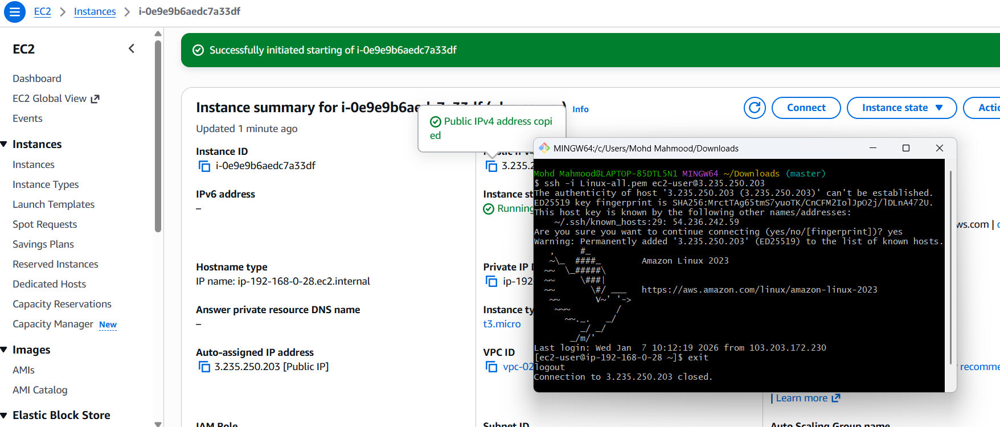 EC2 > Instances > i-0e9e9b6aedc7a33df
EC2
Dashboard
EC2 Global View
Events
Instances
Instances
Instance Types
Launch Templates
Spot Requests
Savings Plans
Reserved Instances
Dedicated Hosts
Capacity Reservations
Capacity Manager New
Images
AMIs
AMI Catalog
Elastic Block Store
Successfully initiated starting of i-0e9e9b6aedc7a33df
Instance summary for i-0e9e9b6ae
Info
Connect
Instance state
Actio
Updated 1 minute ago
Public IPv4 address copi
ed
Instance ID
i-0e9e9b6aedc7a33df
3.235.2
IPv6 address
–
Instance st
Running
ws.com |
Hostname type
IP name: ip-192-168-0-28.ec2.internal
Private IP
ip-192
Answer private resource DNS name
–
Instance ty
t3.micro
Auto-assigned IP address
3.235.250.203 [Public IP]
VPC ID
vpc-02
recomme
| Learn more
IAM Role
Subnet ID
Auto Scaling Group name
MINGW64:/c/Users/Mohd Mahmood/Downloads
Mohd Mahmood@LAPTOP-85DTL5N1 MINGW64 ~/Downloads (master)
$ ssh -i Linux-all.pem ec2-user@3.235.250.203
The authenticity of host '3.235.250.203 (3.235.250.203)' can't be established.
ED25519 key fingerprint is SHA256:MrctTAg65tmS7yuoTK/CnCFM2IolJpO2j/lDLnA472U.
This host key is known by the following other names/addresses:
    ~/.ssh/known_hosts:29: 54.236.242.59
Are you sure you want to continue connecting (yes/no/[fingerprint])? yes
Warning: Permanently added '3.235.250.203' (ED25519) to the list of known hosts.
   ,     #_
   ~\_  ####_        Amazon Linux 2023
  ~~  \_#####\
  ~~     \###|
  ~~       \#/ ___   https://aws.amazon.com/linux/amazon-linux-2023
   ~~       V~' '->
    ~~~         /
      ~~._.   _/
         _/ _/
       _/m/'
Last login: Wed Jan  7 10:12:19 2026 from 103.203.172.230
[ec2-user@ip-192-168-0-28 ~]$ exit
logout
Connection to 3.235.250.203 closed.